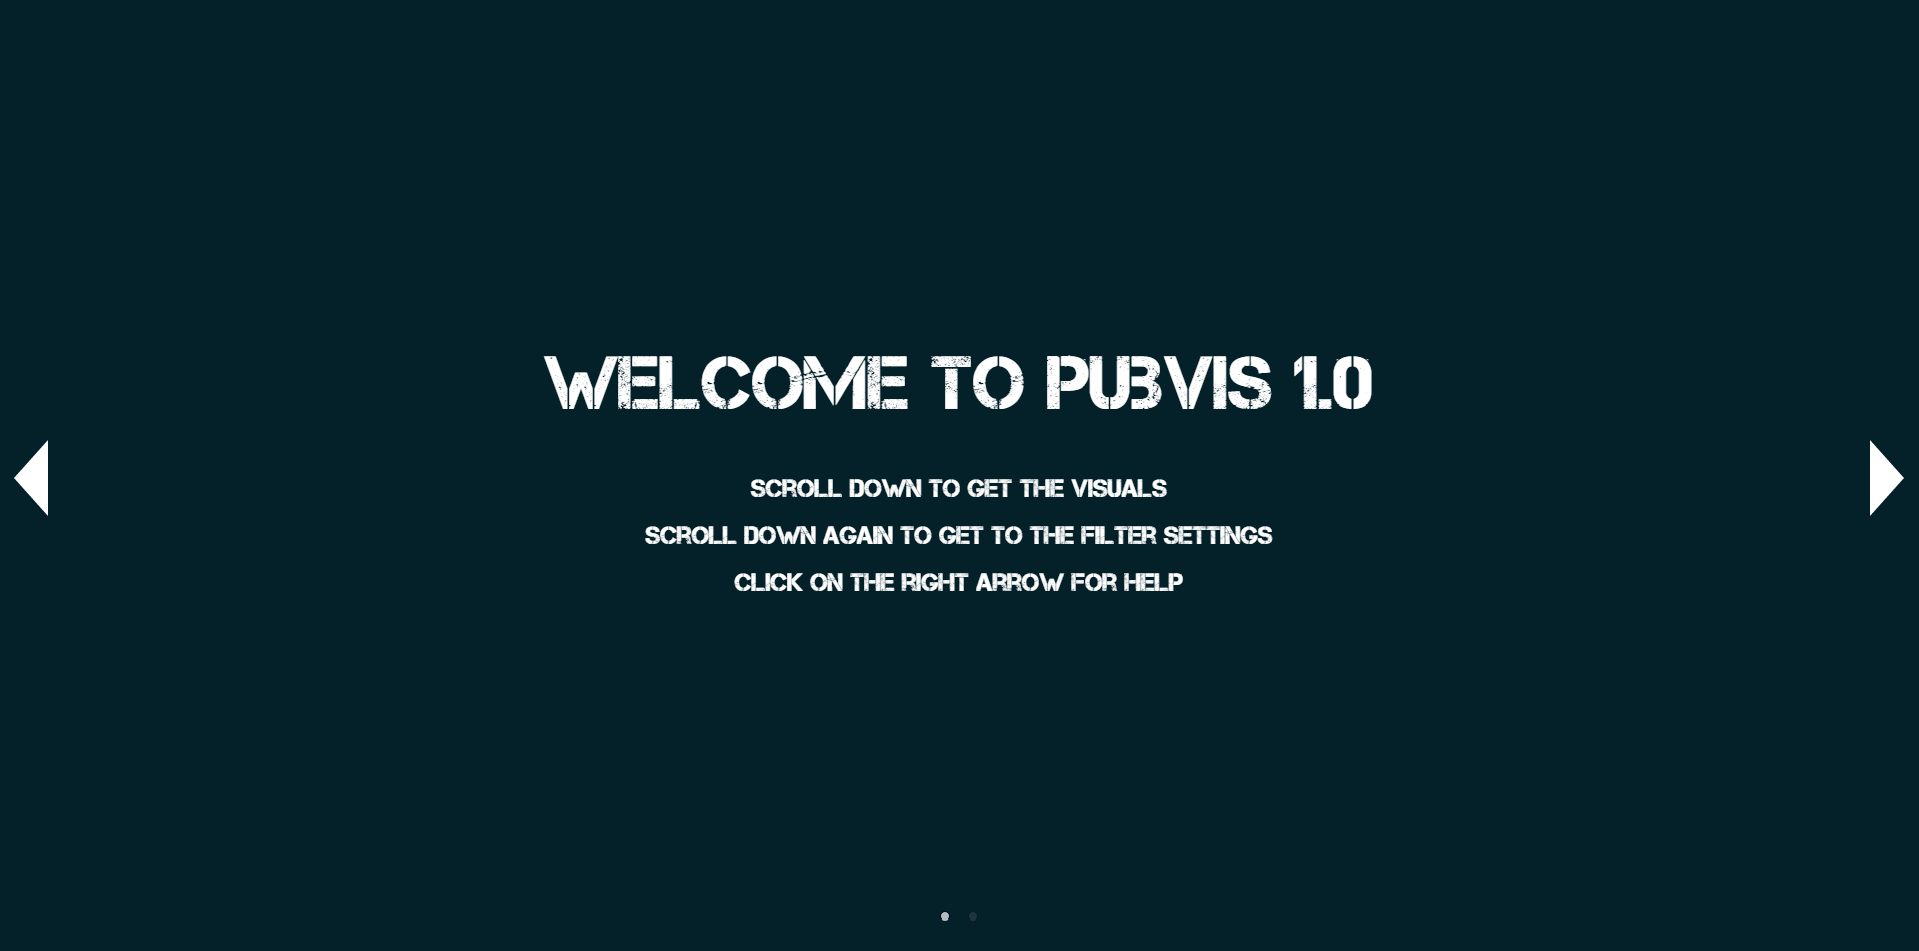 WELCOME TO PUBVIS 1.0
SCROLL DOWN TO GET THE VISUALS
SCROLL DOWN AGAIN TO GET TO THE FILTER SETTINGS
CLICK ON THE RIGHT ARROW FOR HELP